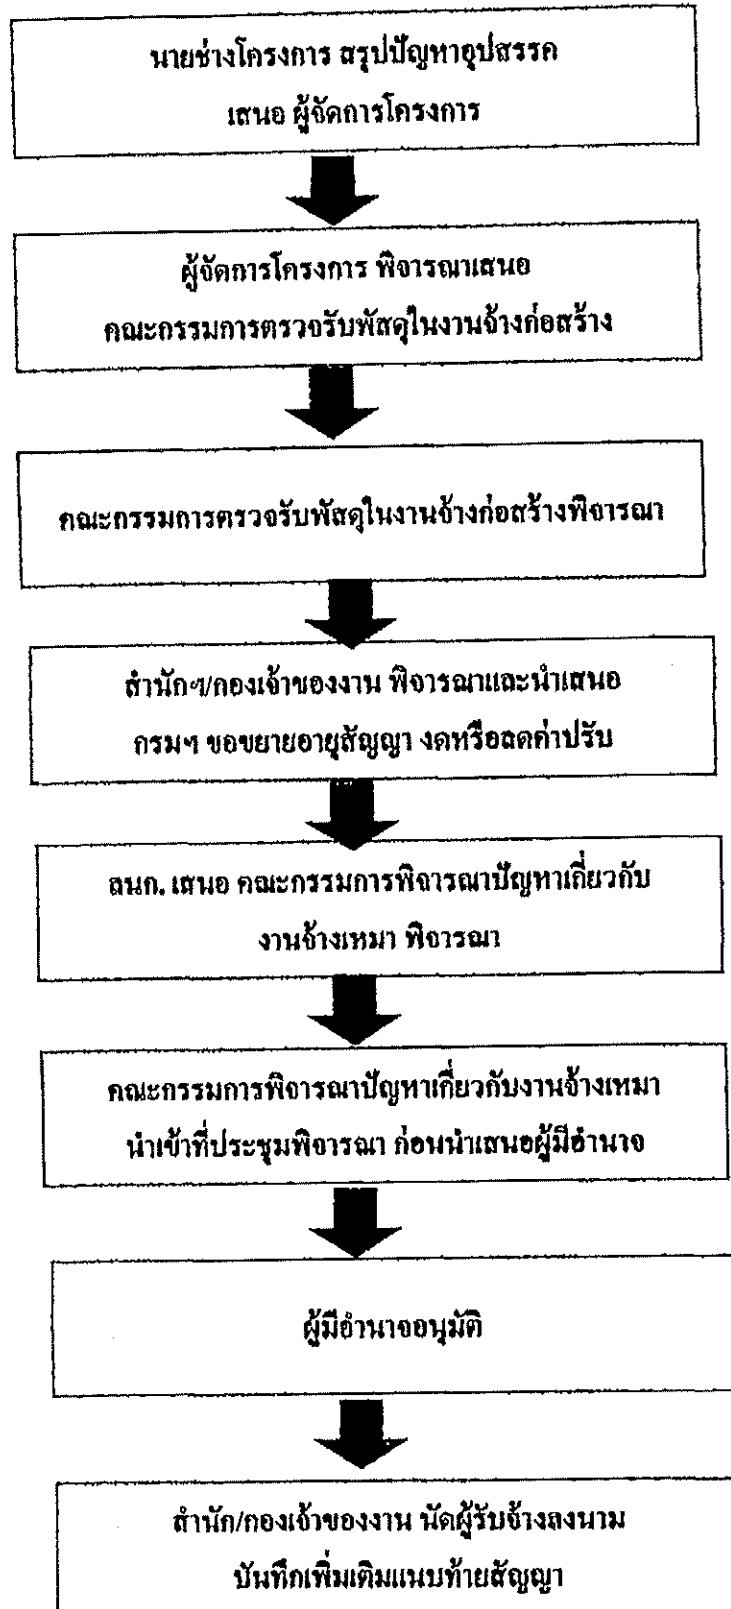 นายช่างโครงการ สรุปปัญหาอุปสรรค
เสนอ ผู้จัดการโครงการ
ผู้จัดการโครงการ พิจารณาเสนอ
คณะกรรมการตรวจรับพัสดุในงานจ้างก่อสร้าง
คณะกรรมการตรวจรับพัสดุในงานจ้างก่อสร้างพิจารณา
สำนักฯ/กองเจ้าของงาน พิจารณาและนำเสนอ
กรมฯ ขอขยายอายุสัญญา งดหรือลดค่าปรับ
สนก. เสนอ คณะกรรมการพิจารณาปัญหาเกี่ยวกับ
งานจ้างเหมา พิจารณา
คณะกรรมการพิจารณาปัญหาเกี่ยวกับงานจ้างเหมา
นำเข้าที่ประชุมพิจารณา ก่อนนำเสนอผู้มีอำนาจ
ผู้มีอำนาจอนุมัติ
สำนัก/กองเจ้าของงาน นัดผู้รับจ้างลงนาม
บันทึกเพิ่มเติมแนบท้ายสัญญา